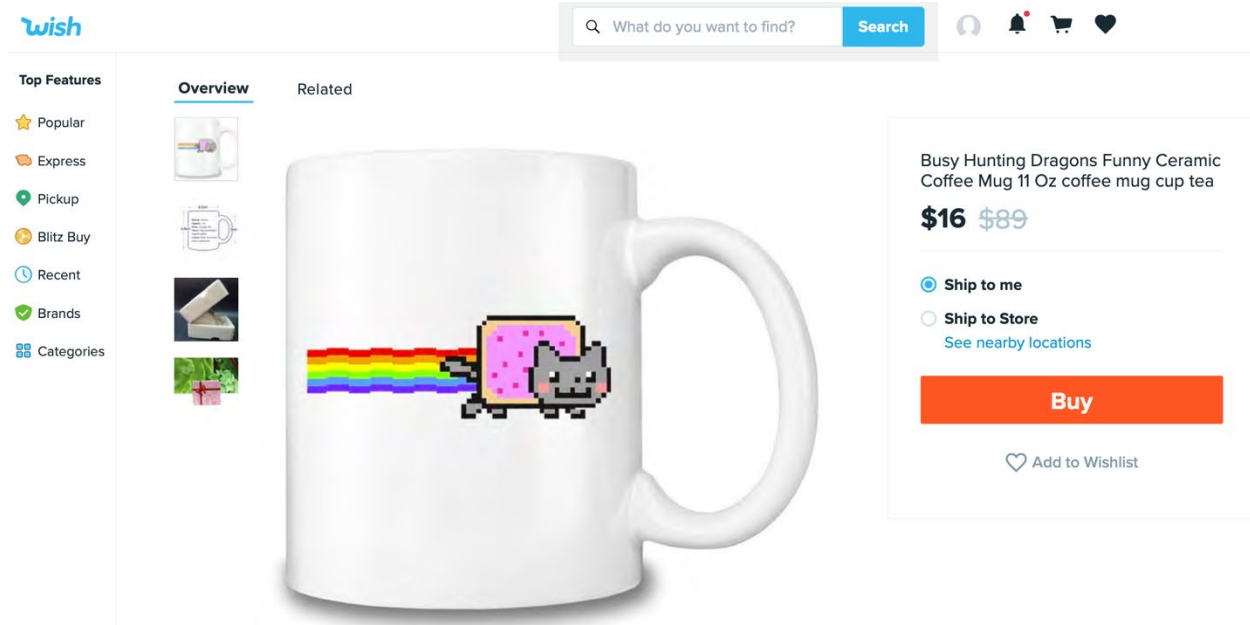 wish
What do you want to find?
Search
Top Features
Popular
Express
Pickup
Blitz Buy
Recent
Brands
Categories
Overview
Related
Busy Hunting Dragons Funny Ceramic
Coffee Mug 11 Oz coffee mug cup tea
$16 $89
Ship to me
Ship to Store
See nearby locations
Buy
Add to Wishlist